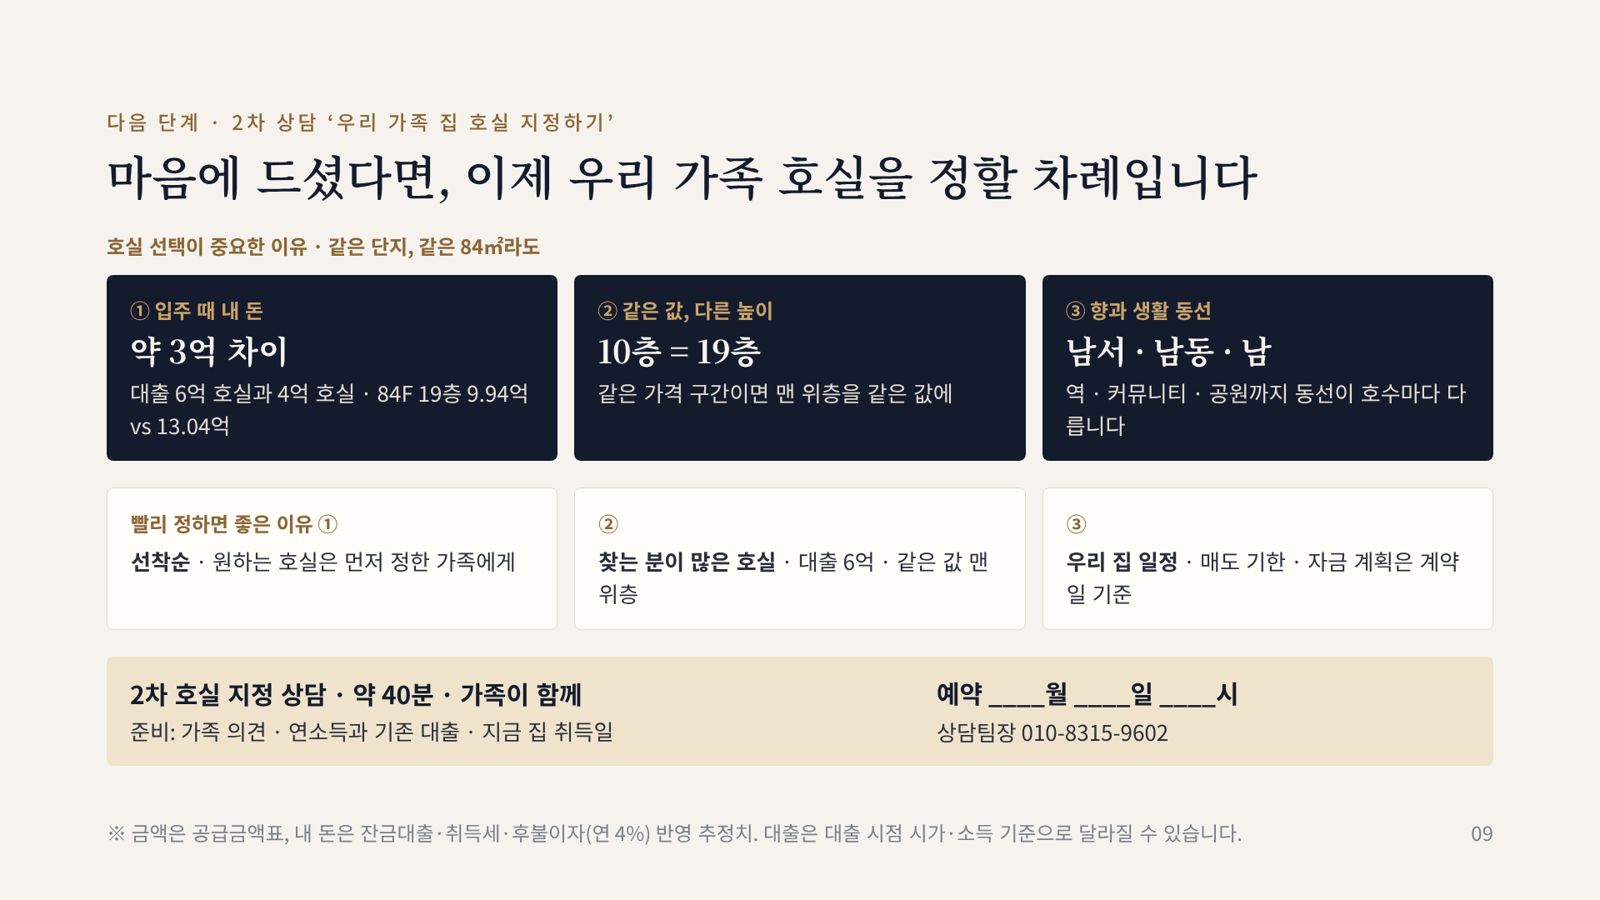 다음 단계 · 2차 상담 ‘우리 가족 집 호실 지정하기’
마음에 드셨다면, 이제 우리 가족 호실을 정할 차례입니다
호실 선택이 중요한 이유 · 같은 단지, 같은 84㎡라도
① 입주 때 내 돈
약 3억 차이
대출 6억 호실과 4억 호실 · 84F 19층 9.94억
vs 13.04억
② 같은 값, 다른 높이
10층 = 19층
같은 가격 구간이면 맨 위층을 같은 값에
③ 향과 생활 동선
남서 · 남동 · 남
역 · 커뮤니티 · 공원까지 동선이 호수마다 다
릅니다
빨리 정하면 좋은 이유 ①
선착순 · 원하는 호실은 먼저 정한 가족에게
②
찾는 분이 많은 호실 · 대출 6억 · 같은 값 맨
위층
③
우리 집 일정 · 매도 기한 · 자금 계획은 계약
일 기준
2차 호실 지정 상담 · 약 40분 · 가족이 함께
준비: 가족 의견 · 연소득과 기존 대출 · 지금 집 취득일
예약 ____월 ____일 ____시
상담팀장 010-8315-9602
※ 금액은 공급금액표, 내 돈은 잔금대출·취득세·후불이자(연 4%) 반영 추정치. 대출은 대출 시점 시가·소득 기준으로 달라질 수 있습니다.
09